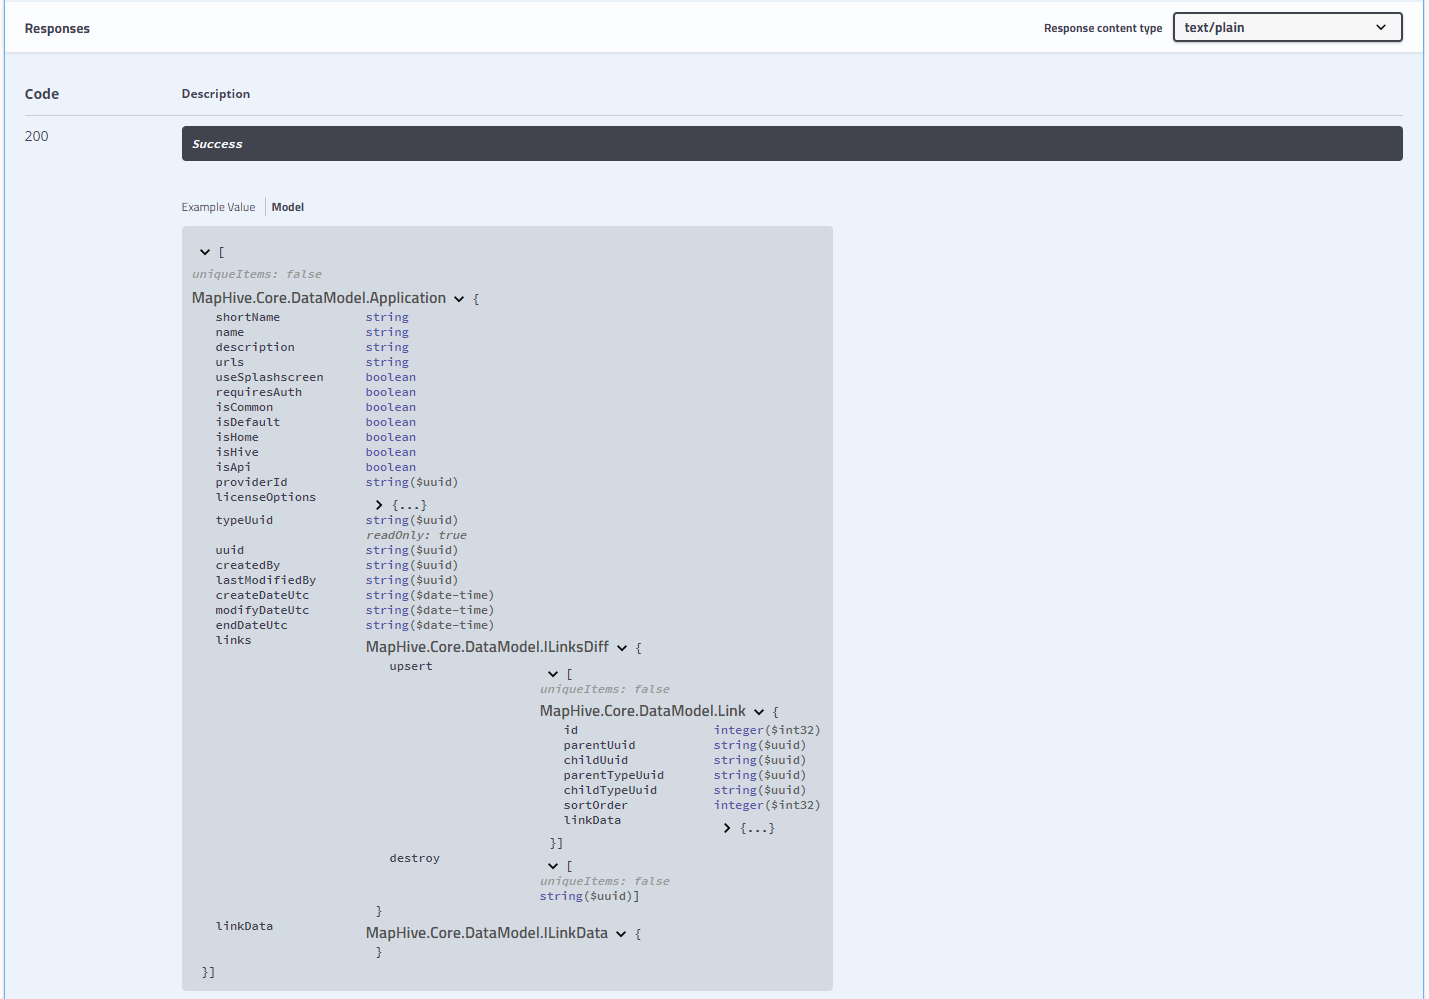 Responses
Response content type text/plain
Code Description
200 Success
Example Value Model
[
uniqueItems: false
MapHive.Core.DataModel.Application {
shortName string
name string
description string
urls string
useSplashscreen boolean
requiresAuth boolean
isCommon boolean
isDefault boolean
isHome boolean
isHive boolean
isApi boolean
providerId string($uuid)
licenseOptions {...}
typeUuid string($uuid)
readOnly: true
uuid string($uuid)
createdBy string($uuid)
lastModifiedBy string($uuid)
createDateUtc string($date-time)
modifyDateUtc string($date-time)
endDateUtc string($date-time)
links MapHive.Core.DataModel.ILinksDiff {
upsert [
uniqueItems: false
MapHive.Core.DataModel.Link {
id integer($int32)
parentUuid string($uuid)
childUuid string($uuid)
parentTypeUuid string($uuid)
childTypeUuid string($uuid)
sortOrder integer($int32)
linkData {...}
}]
destroy [
uniqueItems: false
string($uuid)]
}
linkData MapHive.Core.DataModel.ILinkData {
}
}]